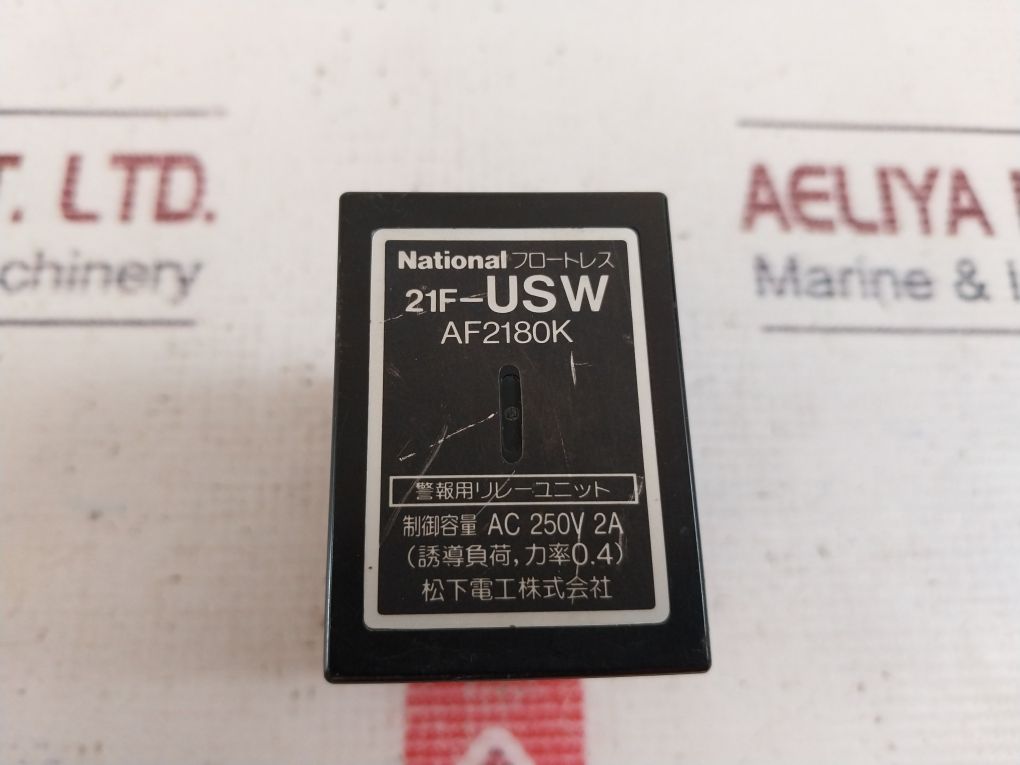 T. LTD.
chinery
AELIYA
Marine &
National フロートレス
21F-USW
AF2180K
警報用リレーユニット
制御容量 AC 250V 2A
(誘導負荷,力率0.4)
松下電工株式会社